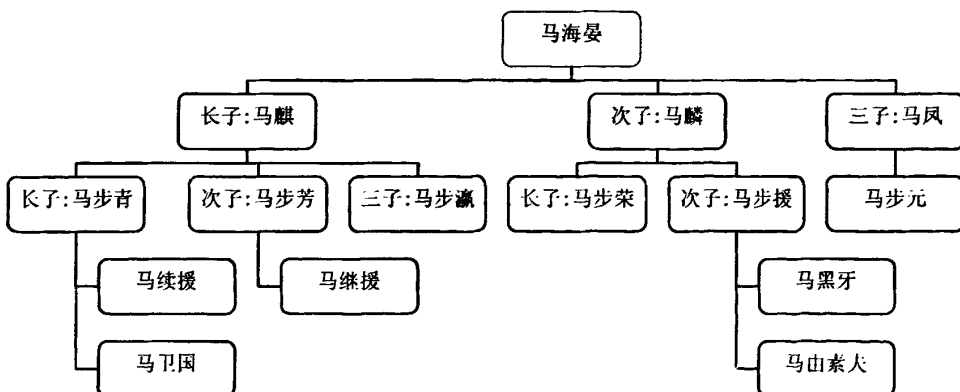 马海晏
长子:马麒
次子:马麟
三子:马凤
长子:马步青
次子:马步芳
三子:马步瀛
长子:马步荣
次子:马步援
马步元
马续援
马继援
马黑牙
马卫国
马由素夫